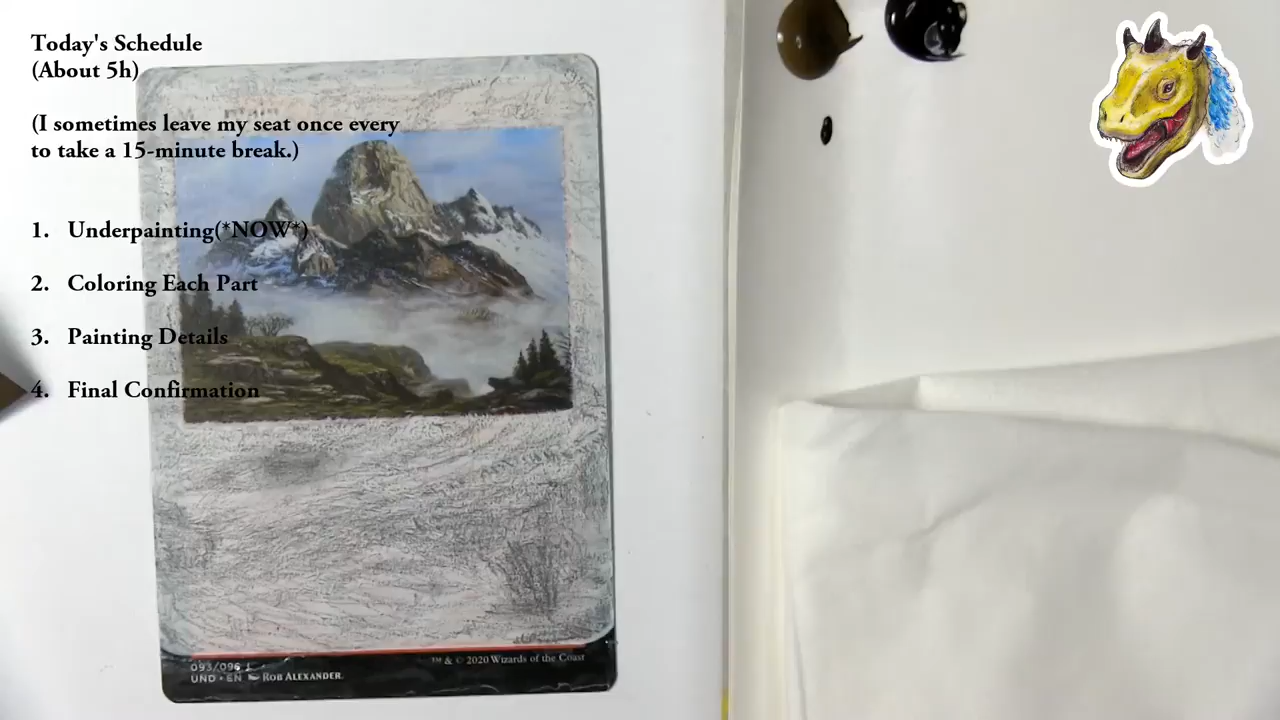 Today's Schedule
(About 5h)
(I sometimes leave my seat once every
to take a 15-minute break.)
1. Underpainting(*NOW*)
2. Coloring Each Part
3. Painting Details
4. Final Confirmation
093/096 L
™ & © 2020 Wizards of the Coast
UND • EN ROB ALEXANDER